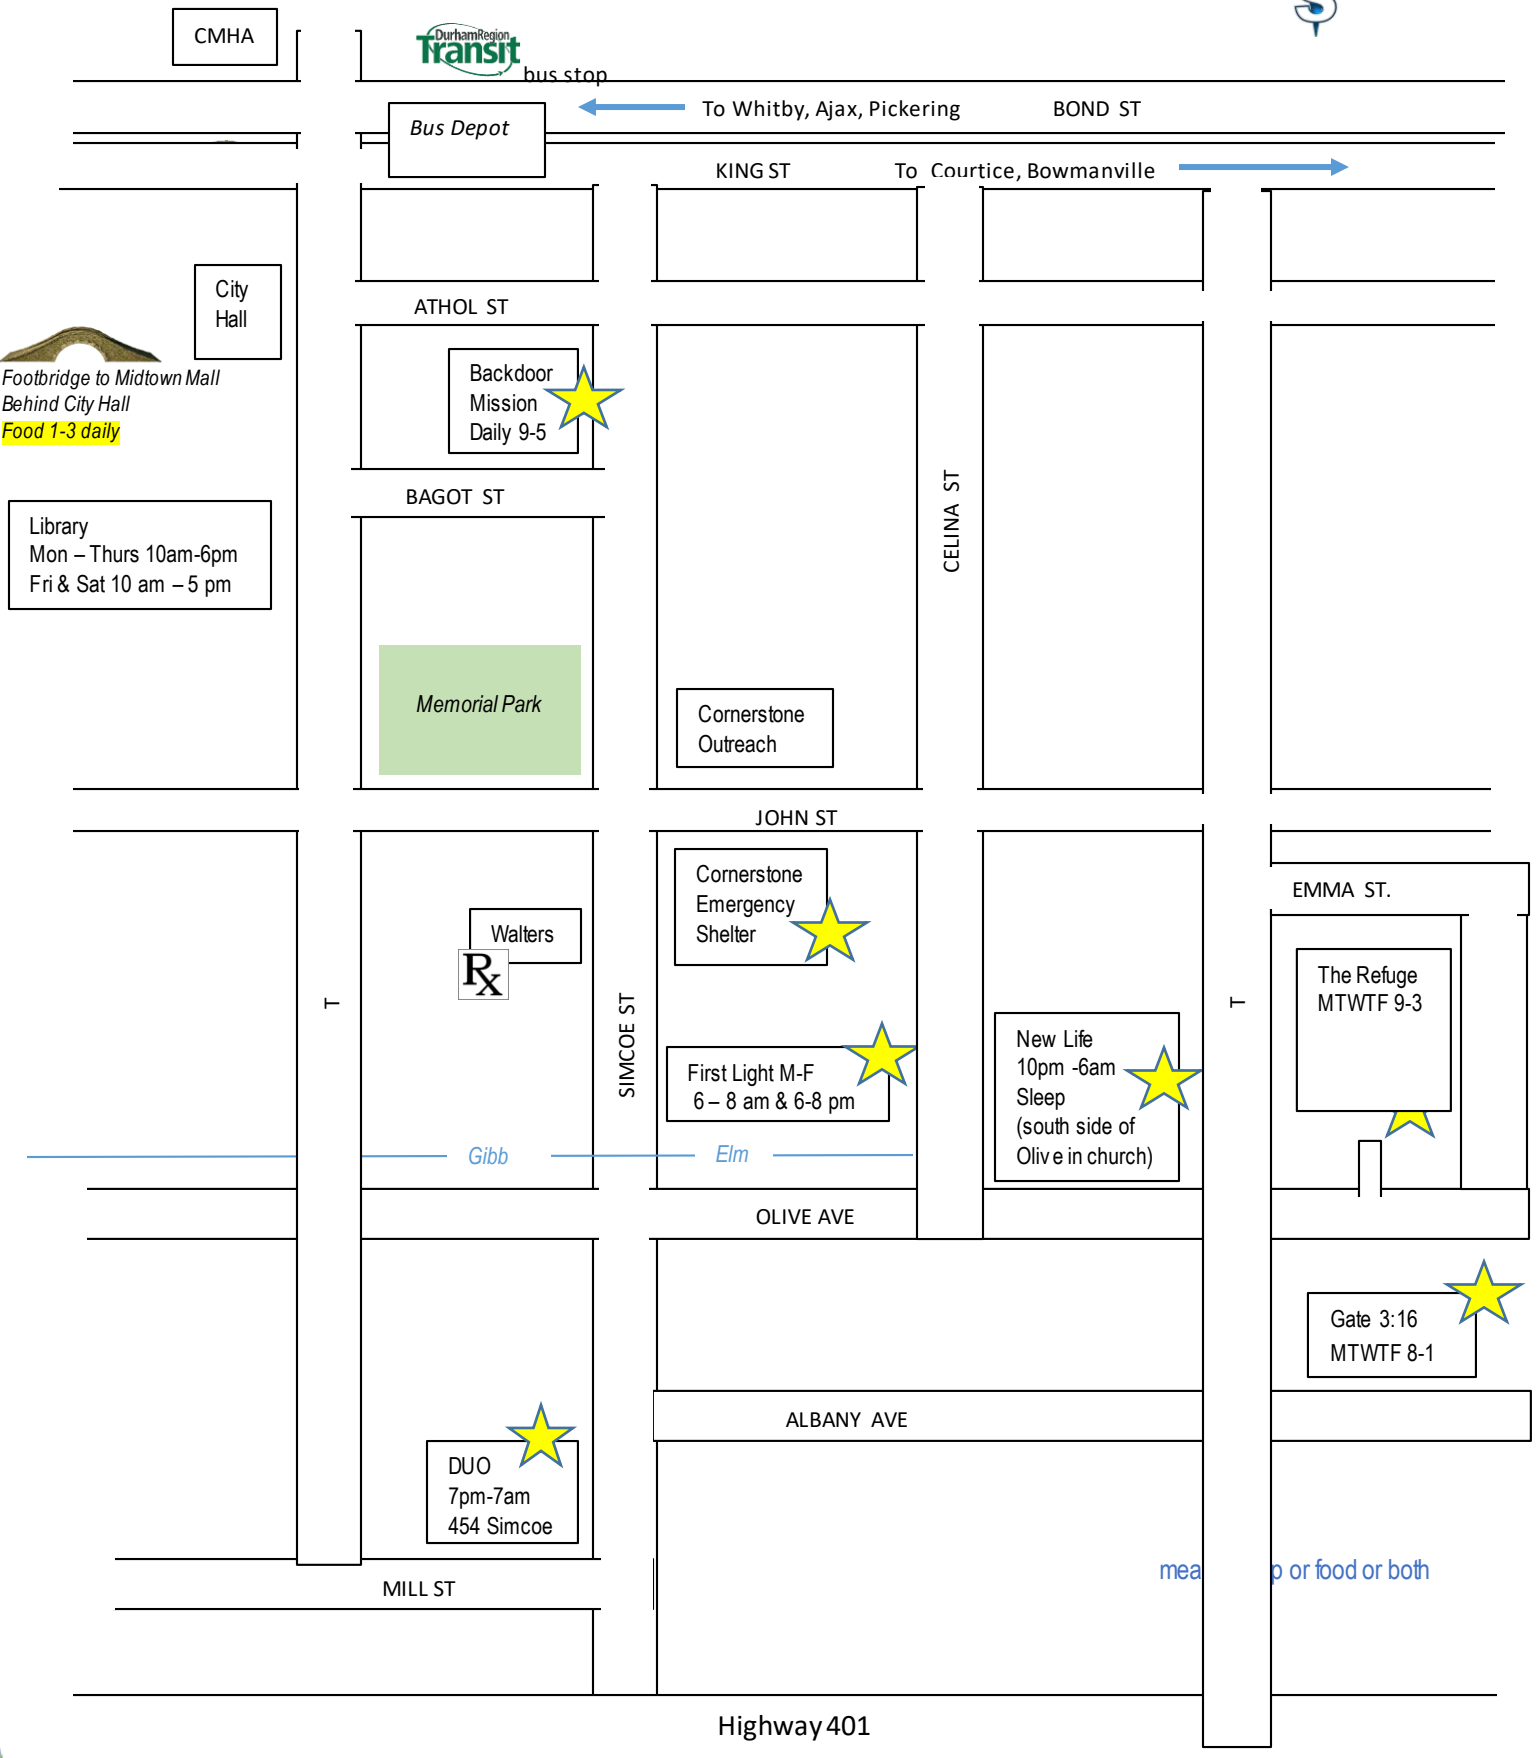 CMHA
DurhamRegion
Transit
bus stop
To Whitby, Ajax, Pickering
BOND ST
Bus Depot
KING ST
To Courtice, Bowmanville
City
Hall
ATHOL ST
Footbridge to Midtown Mall
Behind City Hall
Food 1-3 daily
Backdoor
Mission
Daily 9-5
BAGOT ST
CELINA ST
Library
Mon – Thurs 10am-6pm
Fri & Sat 10 am – 5 pm
Memorial Park
Cornerstone
Outreach
JOHN ST
Cornerstone
Emergency
Shelter
EMMA ST.
Walters
Rx
The Refuge
MTWTF 9-3
T
SIMCOE ST
T
First Light M-F
6 – 8 am & 6-8 pm
New Life
10pm -6am
Sleep
(south side of
Olive in church)
Gibb
Elm
OLIVE AVE
Gate 3:16
MTWTF 8-1
ALBANY AVE
DUO
7pm-7am
454 Simcoe
MILL ST
or food or both
Highway 401